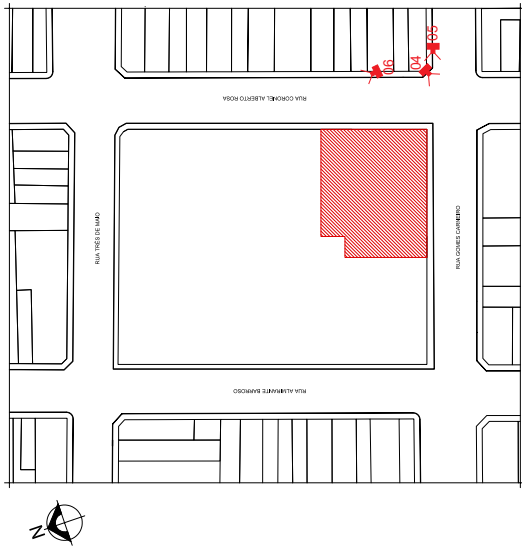 05
04
06
RUA CORONEL ALBERTO ROSA
RUA TRÊS DE MAIO
RUA GOMES CARNEIRO
RUA ALMIRANTE BARROSO
N